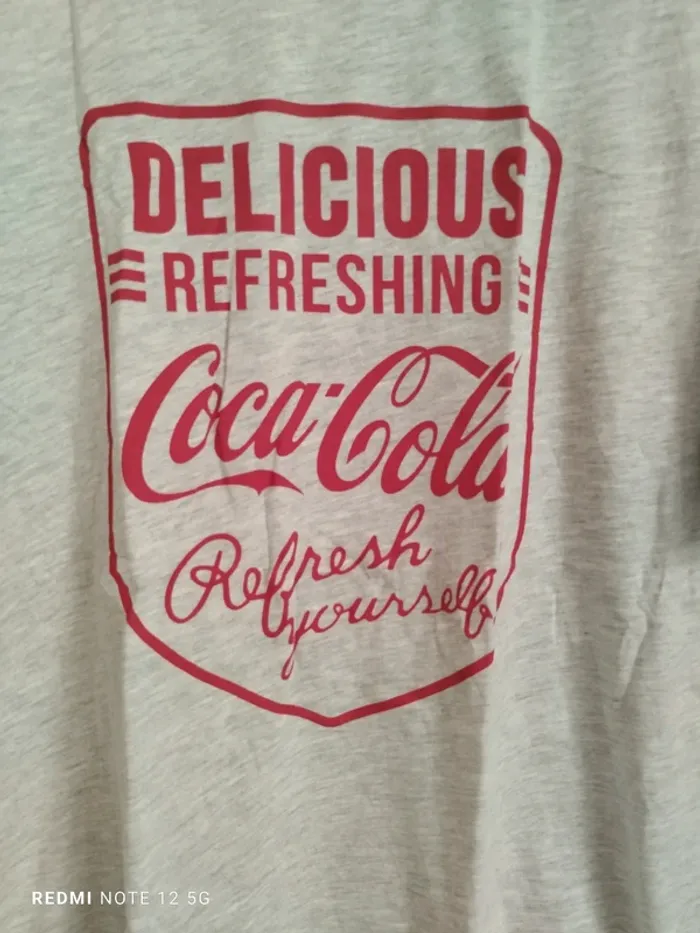 DELICIOUS
REFRESHING
Coca-Cola
Refresh
yourself
REDMI NOTE 12 5G